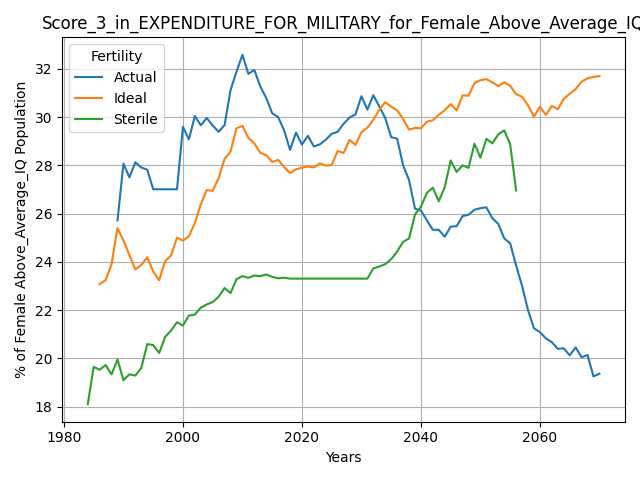 Score_3_in_EXPENDITURE_FOR_MILITARY_for_Female_Above_Average_IQ
Fertility
Actual
Ideal
Sterile
% of Female Above_Average_IQ Population
32
30
28
26
24
22
20
18
1980 2000 2020 2040 2060
Years